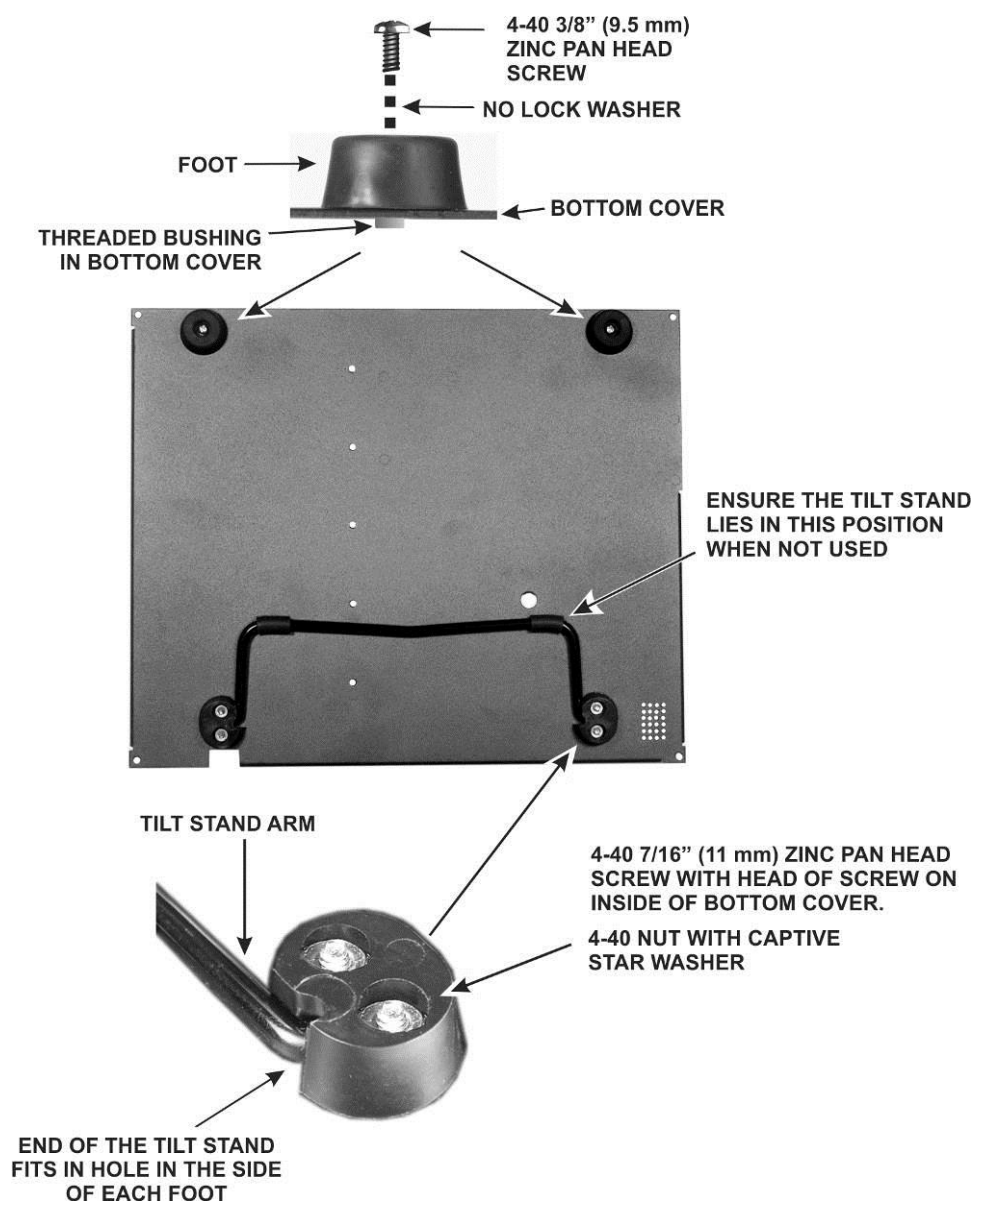 4-40 3/8” (9.5 mm)
ZINC PAN HEAD
SCREW
NO LOCK WASHER
FOOT
BOTTOM COVER
THREADED BUSHING
IN BOTTOM COVER
ENSURE THE TILT STAND
LIES IN THIS POSITION
WHEN NOT USED
TILT STAND ARM
4-40 7/16” (11 mm) ZINC PAN HEAD
SCREW WITH HEAD OF SCREW ON
INSIDE OF BOTTOM COVER.
4-40 NUT WITH CAPTIVE
STAR WASHER
END OF THE TILT STAND
FITS IN HOLE IN THE SIDE
OF EACH FOOT